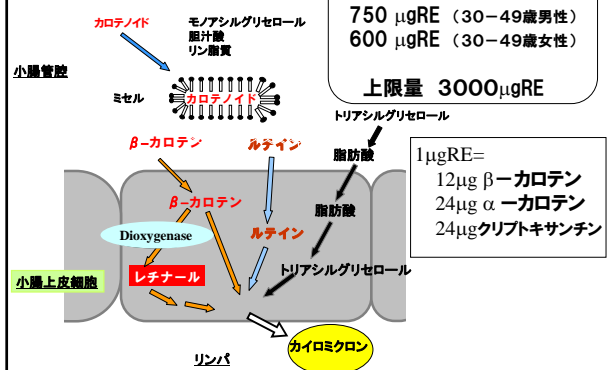 750 μgRE （30－49歳男性）
600 μgRE （30－49歳女性）
上限量 3000μgRE
カロテノイド
モノアシルグリセロール
胆汁酸
リン脂質
小腸管腔
ミセル
カロテノイド
トリアシルグリセロール
β-カロテン
ルテイン
脂肪酸
1μgRE=
12μg β－カロテン
24μg α－カロテン
24μgクリプトキサンチン
β-カロテン
脂肪酸
Dioxygenase
ルテイン
小腸上皮細胞
レチナール
トリアシルグリセロール
カイロミクロン
リンパ